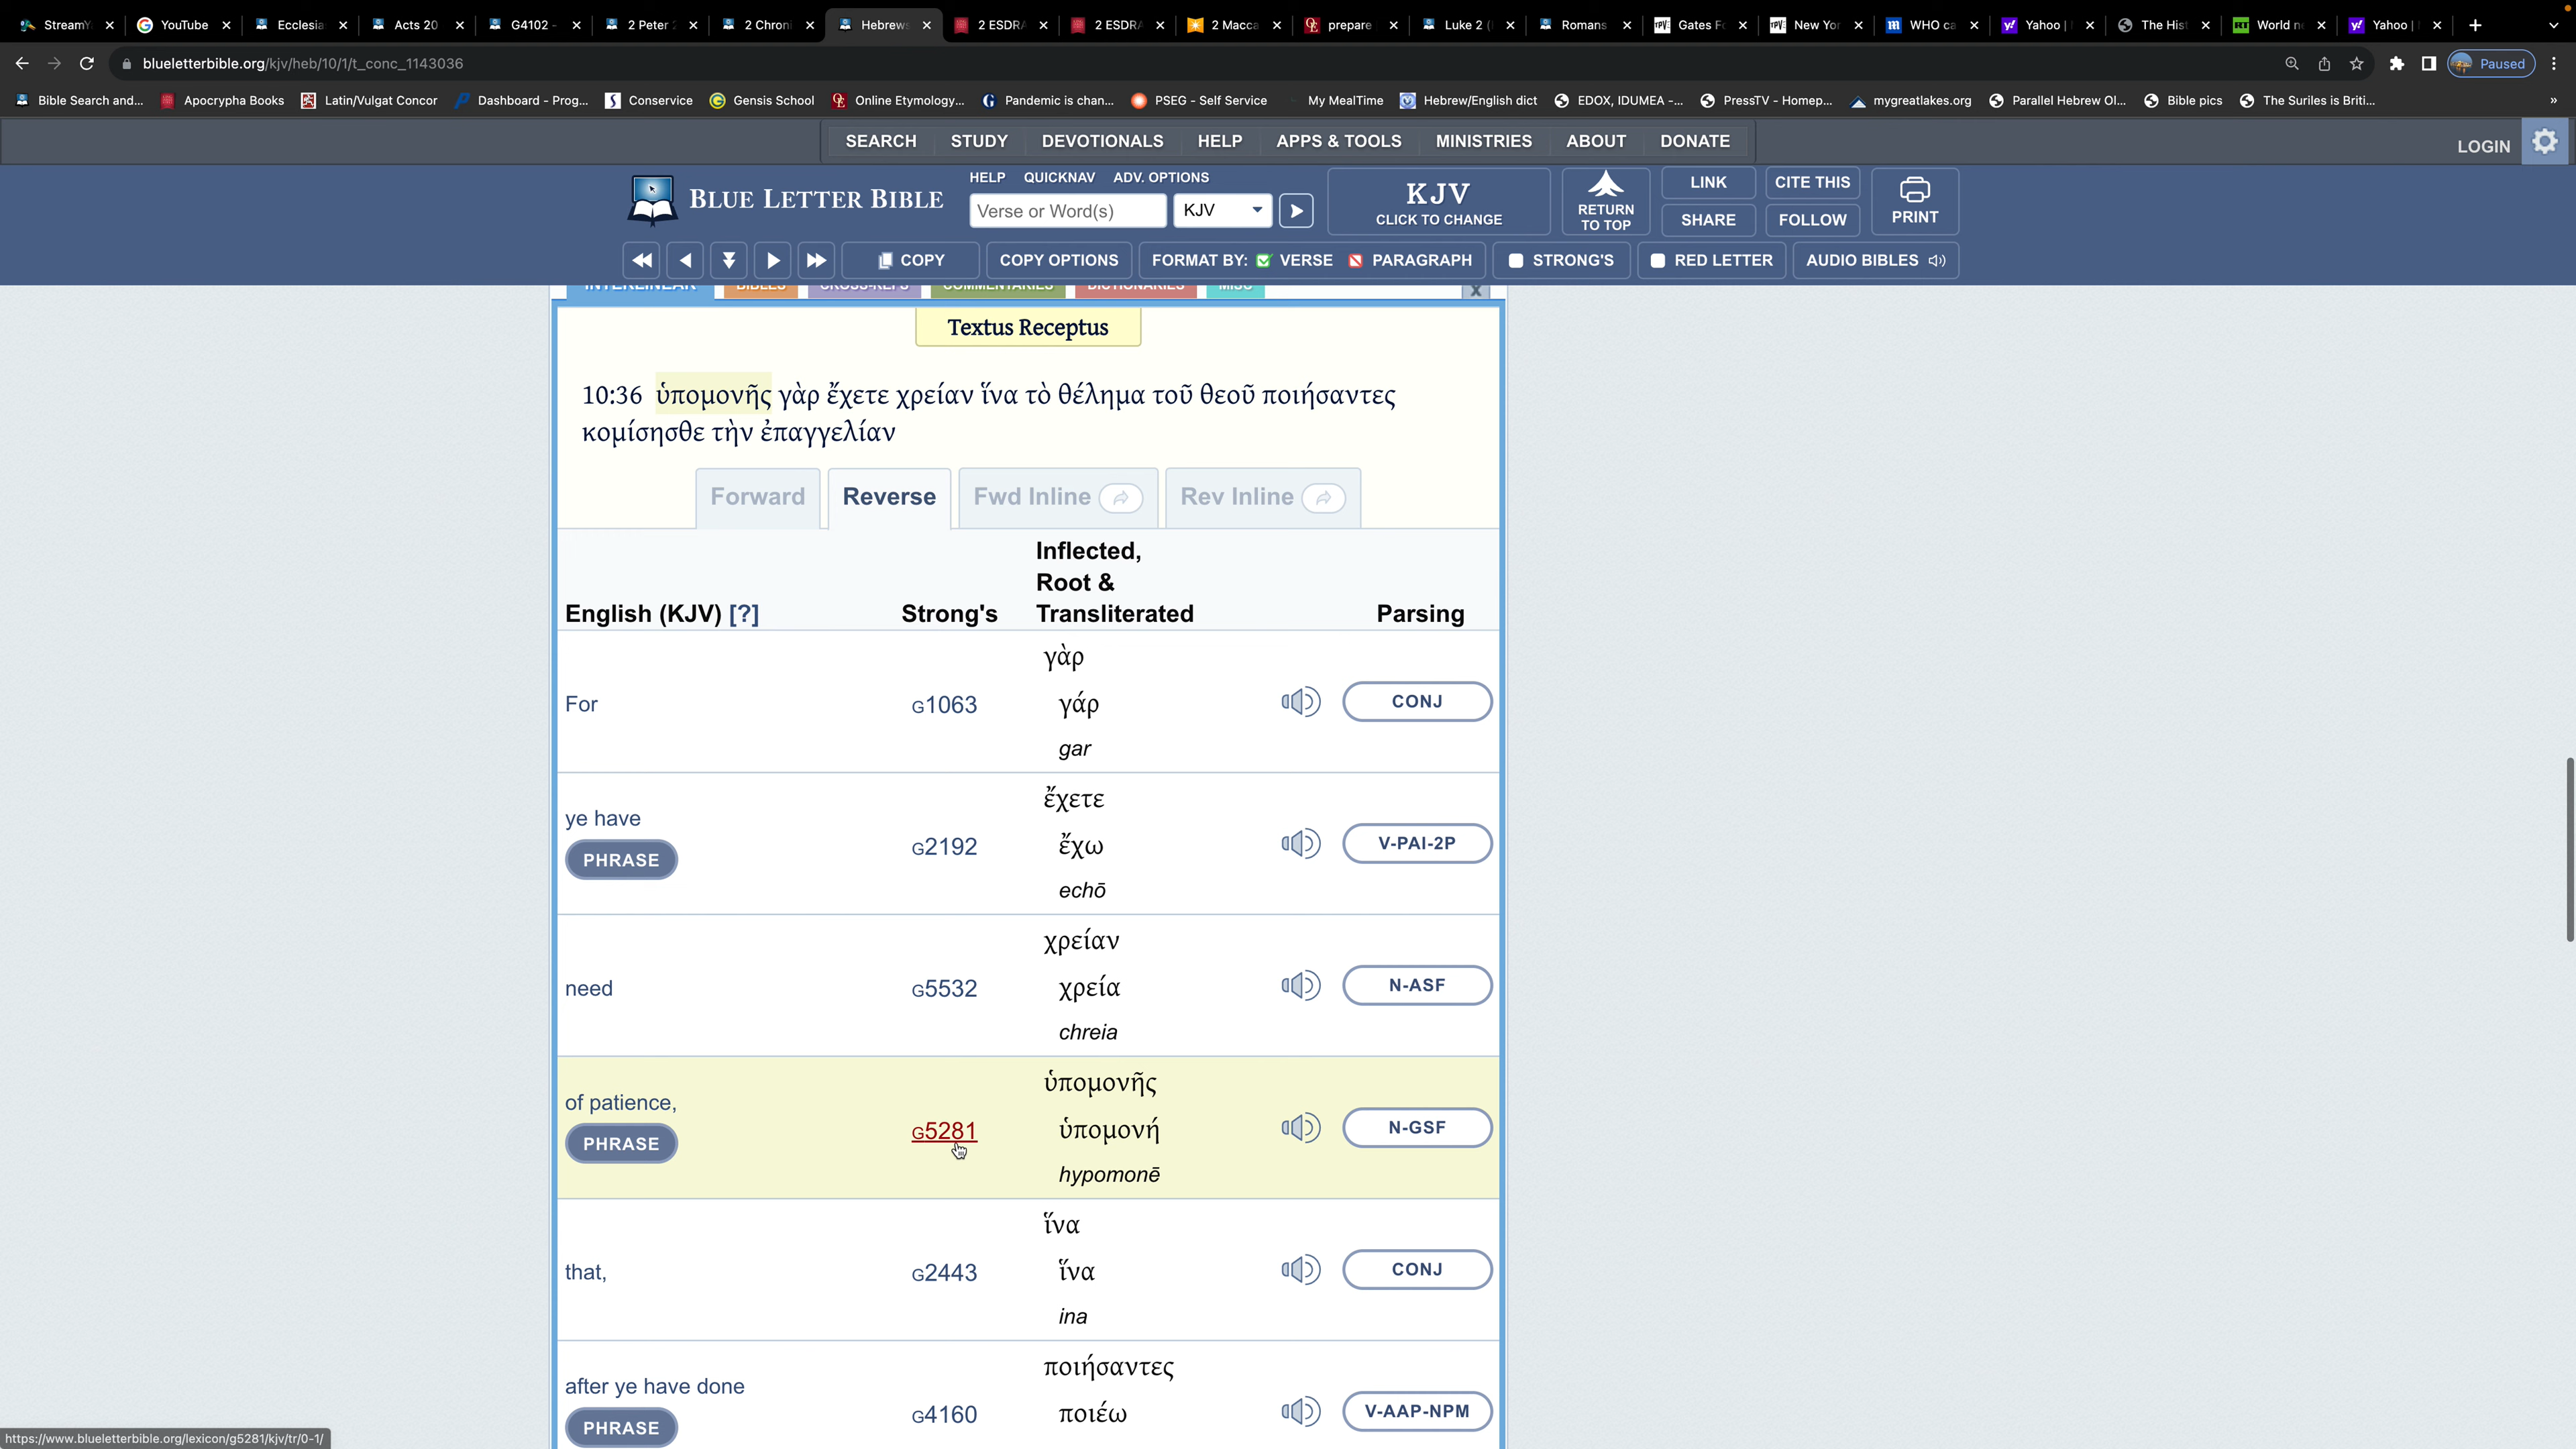 StreamY YouTube Ecclesia Acts 20 G4102 - 2 Peter 2 2 Chroni Hebrews 2 ESDRA 2 ESDRA 2 Macca prepare Luke 2 ( Romans Gates Fo New Yor WHO ca Yahoo | The Hist World ne Yahoo |
blueletterbible.org/kjv/heb/10/1/t_conc_1143036 Paused
Bible Search and... Apocrypha Books Latin/Vulgat Concor Dashboard - Prog... Conservice Gensis School Online Etymology... Pandemic is chan... PSEG - Self Service My MealTime Hebrew/English dict EDOX, IDUMEA -... PressTV - Homep... mygreatlakes.org Parallel Hebrew Ol... Bible pics The Suriles is Briti... »
SEARCH STUDY DEVOTIONALS HELP APPS & TOOLS MINISTRIES ABOUT DONATE LOGIN
HELP QUICKNAV ADV. OPTIONS
BLUE LETTER BIBLE Verse or Word(s) KJV
KJV
CLICK TO CHANGE
RETURN
TO TOP
LINK CITE THIS
SHARE FOLLOW
PRINT
COPY COPY OPTIONS FORMAT BY: VERSE PARAGRAPH STRONG'S RED LETTER AUDIO BIBLES
INTERLINEAR BIBLES CROSS-REFS COMMENTARIES DICTIONARIES MISC X
Textus Receptus
10:36 ὑπομονῆς γὰρ ἔχετε χρείαν ἵνα τὸ θέλημα τοῦ θεοῦ ποιήσαντες
κομίσησθε τὴν ἐπαγγελίαν
Forward Reverse Fwd Inline Rev Inline
Inflected,
Root &
English (KJV) [?] Strong's Transliterated Parsing
γὰρ
For G1063 γάρ CONJ
gar
ἔχετε
ye have
G2192 ἔχω V-PAI-2P
PHRASE
echō
χρείαν
need G5532 χρεία N-ASF
chreia
ὑπομονῆς
of patience,
G5281 ὑπομονή N-GSF
PHRASE
hypomonē
ἵνα
that, G2443 ἵνα CONJ
ina
ποιήσαντες
after ye have done
G4160 ποιέω V-AAP-NPM
PHRASE
https://www.blueletterbible.org/lexicon/g5281/kjv/tr/0-1/